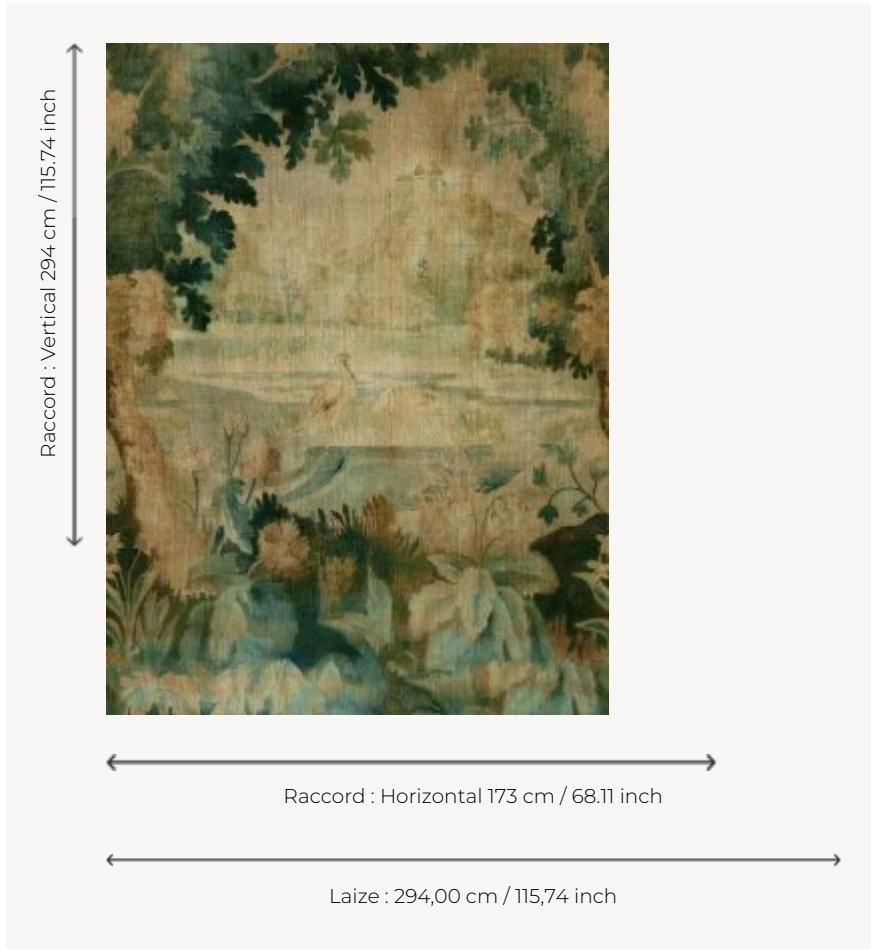 Raccord : Vertical 294 cm / 115.74 inch
Raccord : Horizontal 173 cm / 68.11 inch
Laize : 294,00 cm / 115,74 inch